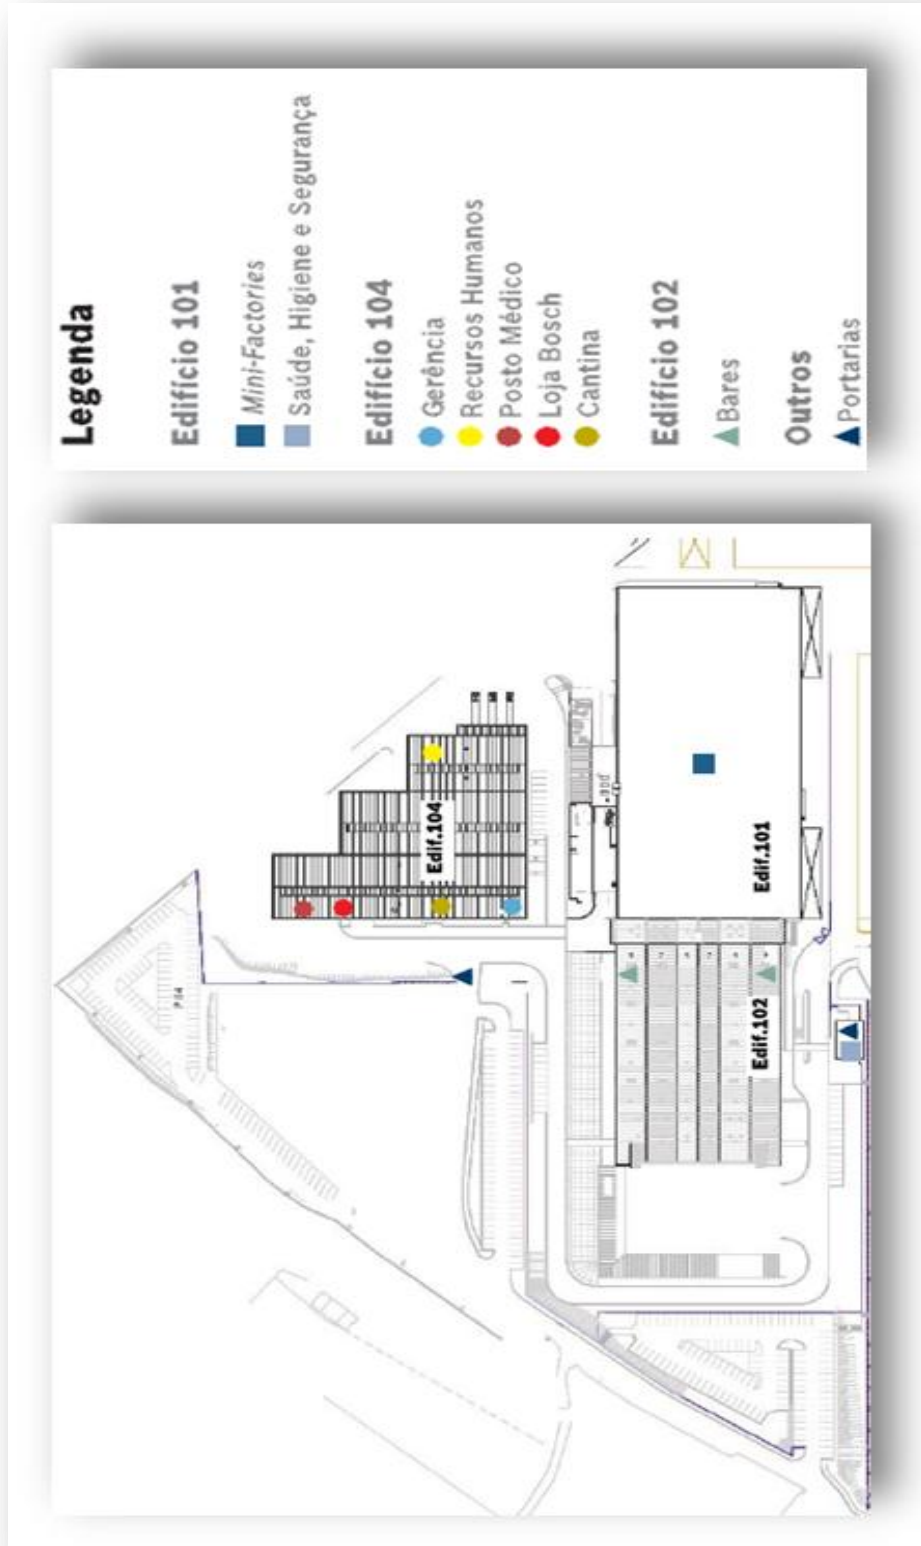 Legenda
Edifício 101
Mini-Factories
Saúde, Higiene e Segurança
Edifício 104
Gerência
Recursos Humanos
Posto Médico
Loja Bosch
Cantina
Edifício 102
Bares
Outros
Portarias
P04
Edif.104
Edif.101
Edif.102